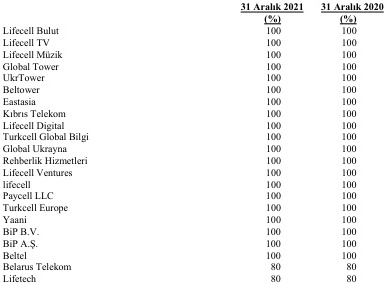 31 Aralık 2021 31 Aralık 2020
(%) (%)
Lifecell Bulut 100 100
Lifecell TV 100 100
Lifecell Müzik 100 100
Global Tower 100 100
UkrTower 100 100
Beltower 100 100
Eastasia 100 100
Kıbrıs Telekom 100 100
Lifecell Digital 100 100
Turkcell Global Bilgi 100 100
Global Ukrayna 100 100
Rehberlik Hizmetleri 100 100
Lifecell Ventures 100 100
lifecell 100 100
Paycell LLC 100 100
Turkcell Europe 100 100
Yaani 100 100
BiP B.V. 100 100
BiP A.Ş. 100 100
Beltel 100 100
Belarus Telekom 80 80
Lifetech 80 80